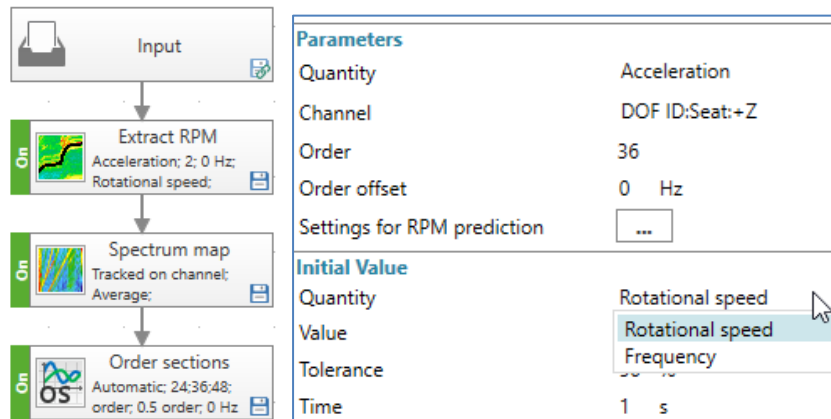 Input
Extract RPM
Acceleration; 2; 0 Hz;
Rotational speed;
On
Spectrum map
Tracked on channel;
Average;
On
Order sections
Automatic; 24;36;48;
order; 0.5 order; 0 Hz
On
OS
Parameters
Quantity Acceleration
Channel DOF ID:Seat:+Z
Order 36
Order offset 0 Hz
Settings for RPM prediction ...
Initial Value
Quantity Rotational speed
Value Rotational speed
Frequency
Tolerance
Time 1 s